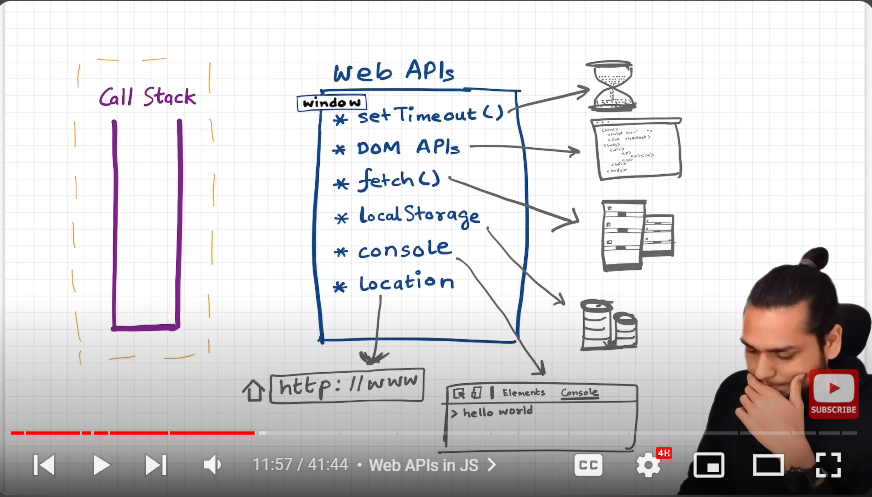 Call Stack
Web APIs
window
* setTimeout()
* DOM APIs
* fetch()
* localStorage
* console
* location
http://www
Elements Console
> hello world
SUBSCRIBE
11:57 / 41:44 • Web APIs in JS >
CC
4K